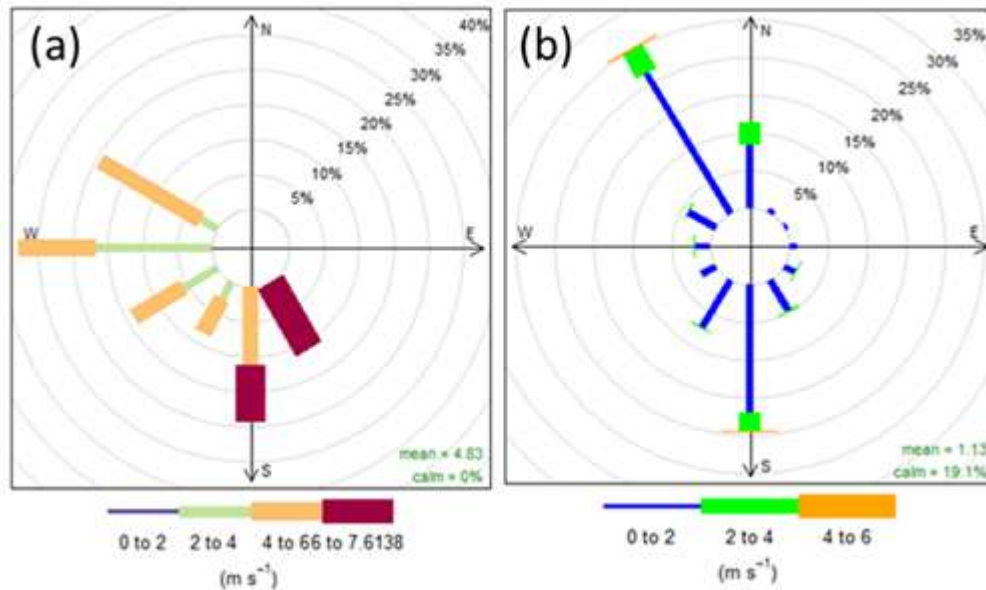 (a)
N
40%
35%
30%
25%
20%
15%
10%
5%
W
E
S
mean = 4.83
calm = 0%
0 to 2 2 to 4 4 to 66 to 7.6138
(m s⁻¹)
(b)
N
35%
30%
25%
20%
15%
10%
5%
W
E
S
mean = 1.13
calm = 19.1%
0 to 2 2 to 4 4 to 6
(m s⁻¹)